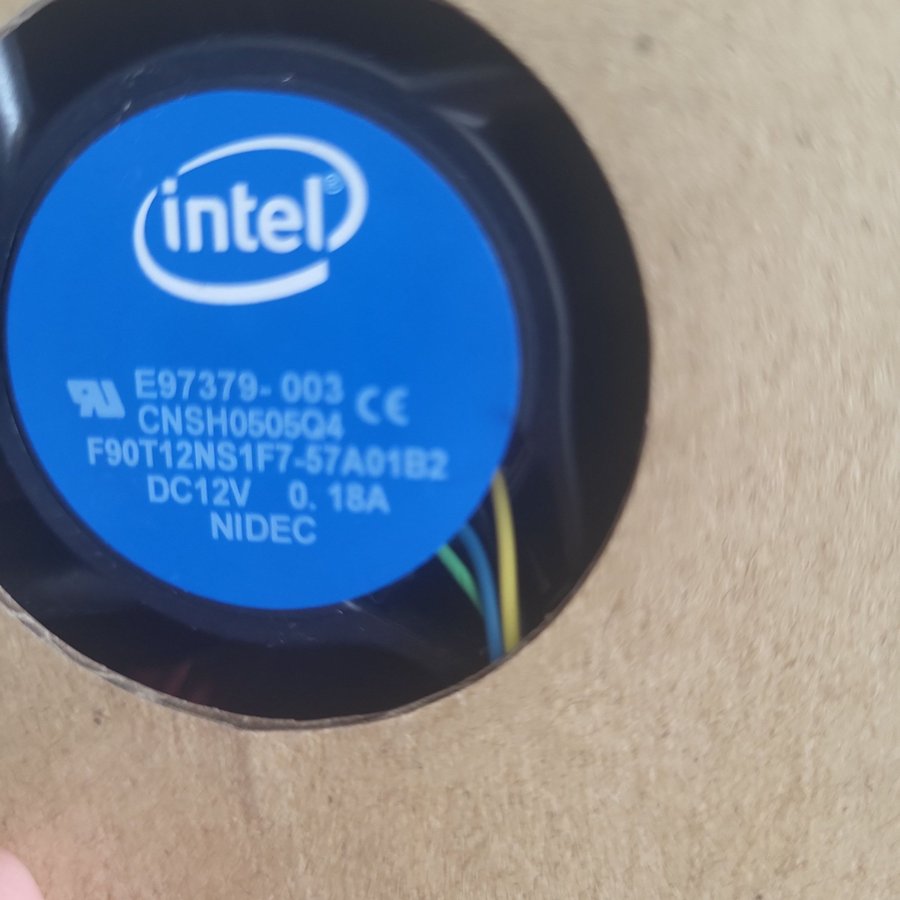 intel®
E97379-003
CNSH0505Q4
F90T12NS1F7-57A01B2
DC12V 0.18A
NIDEC